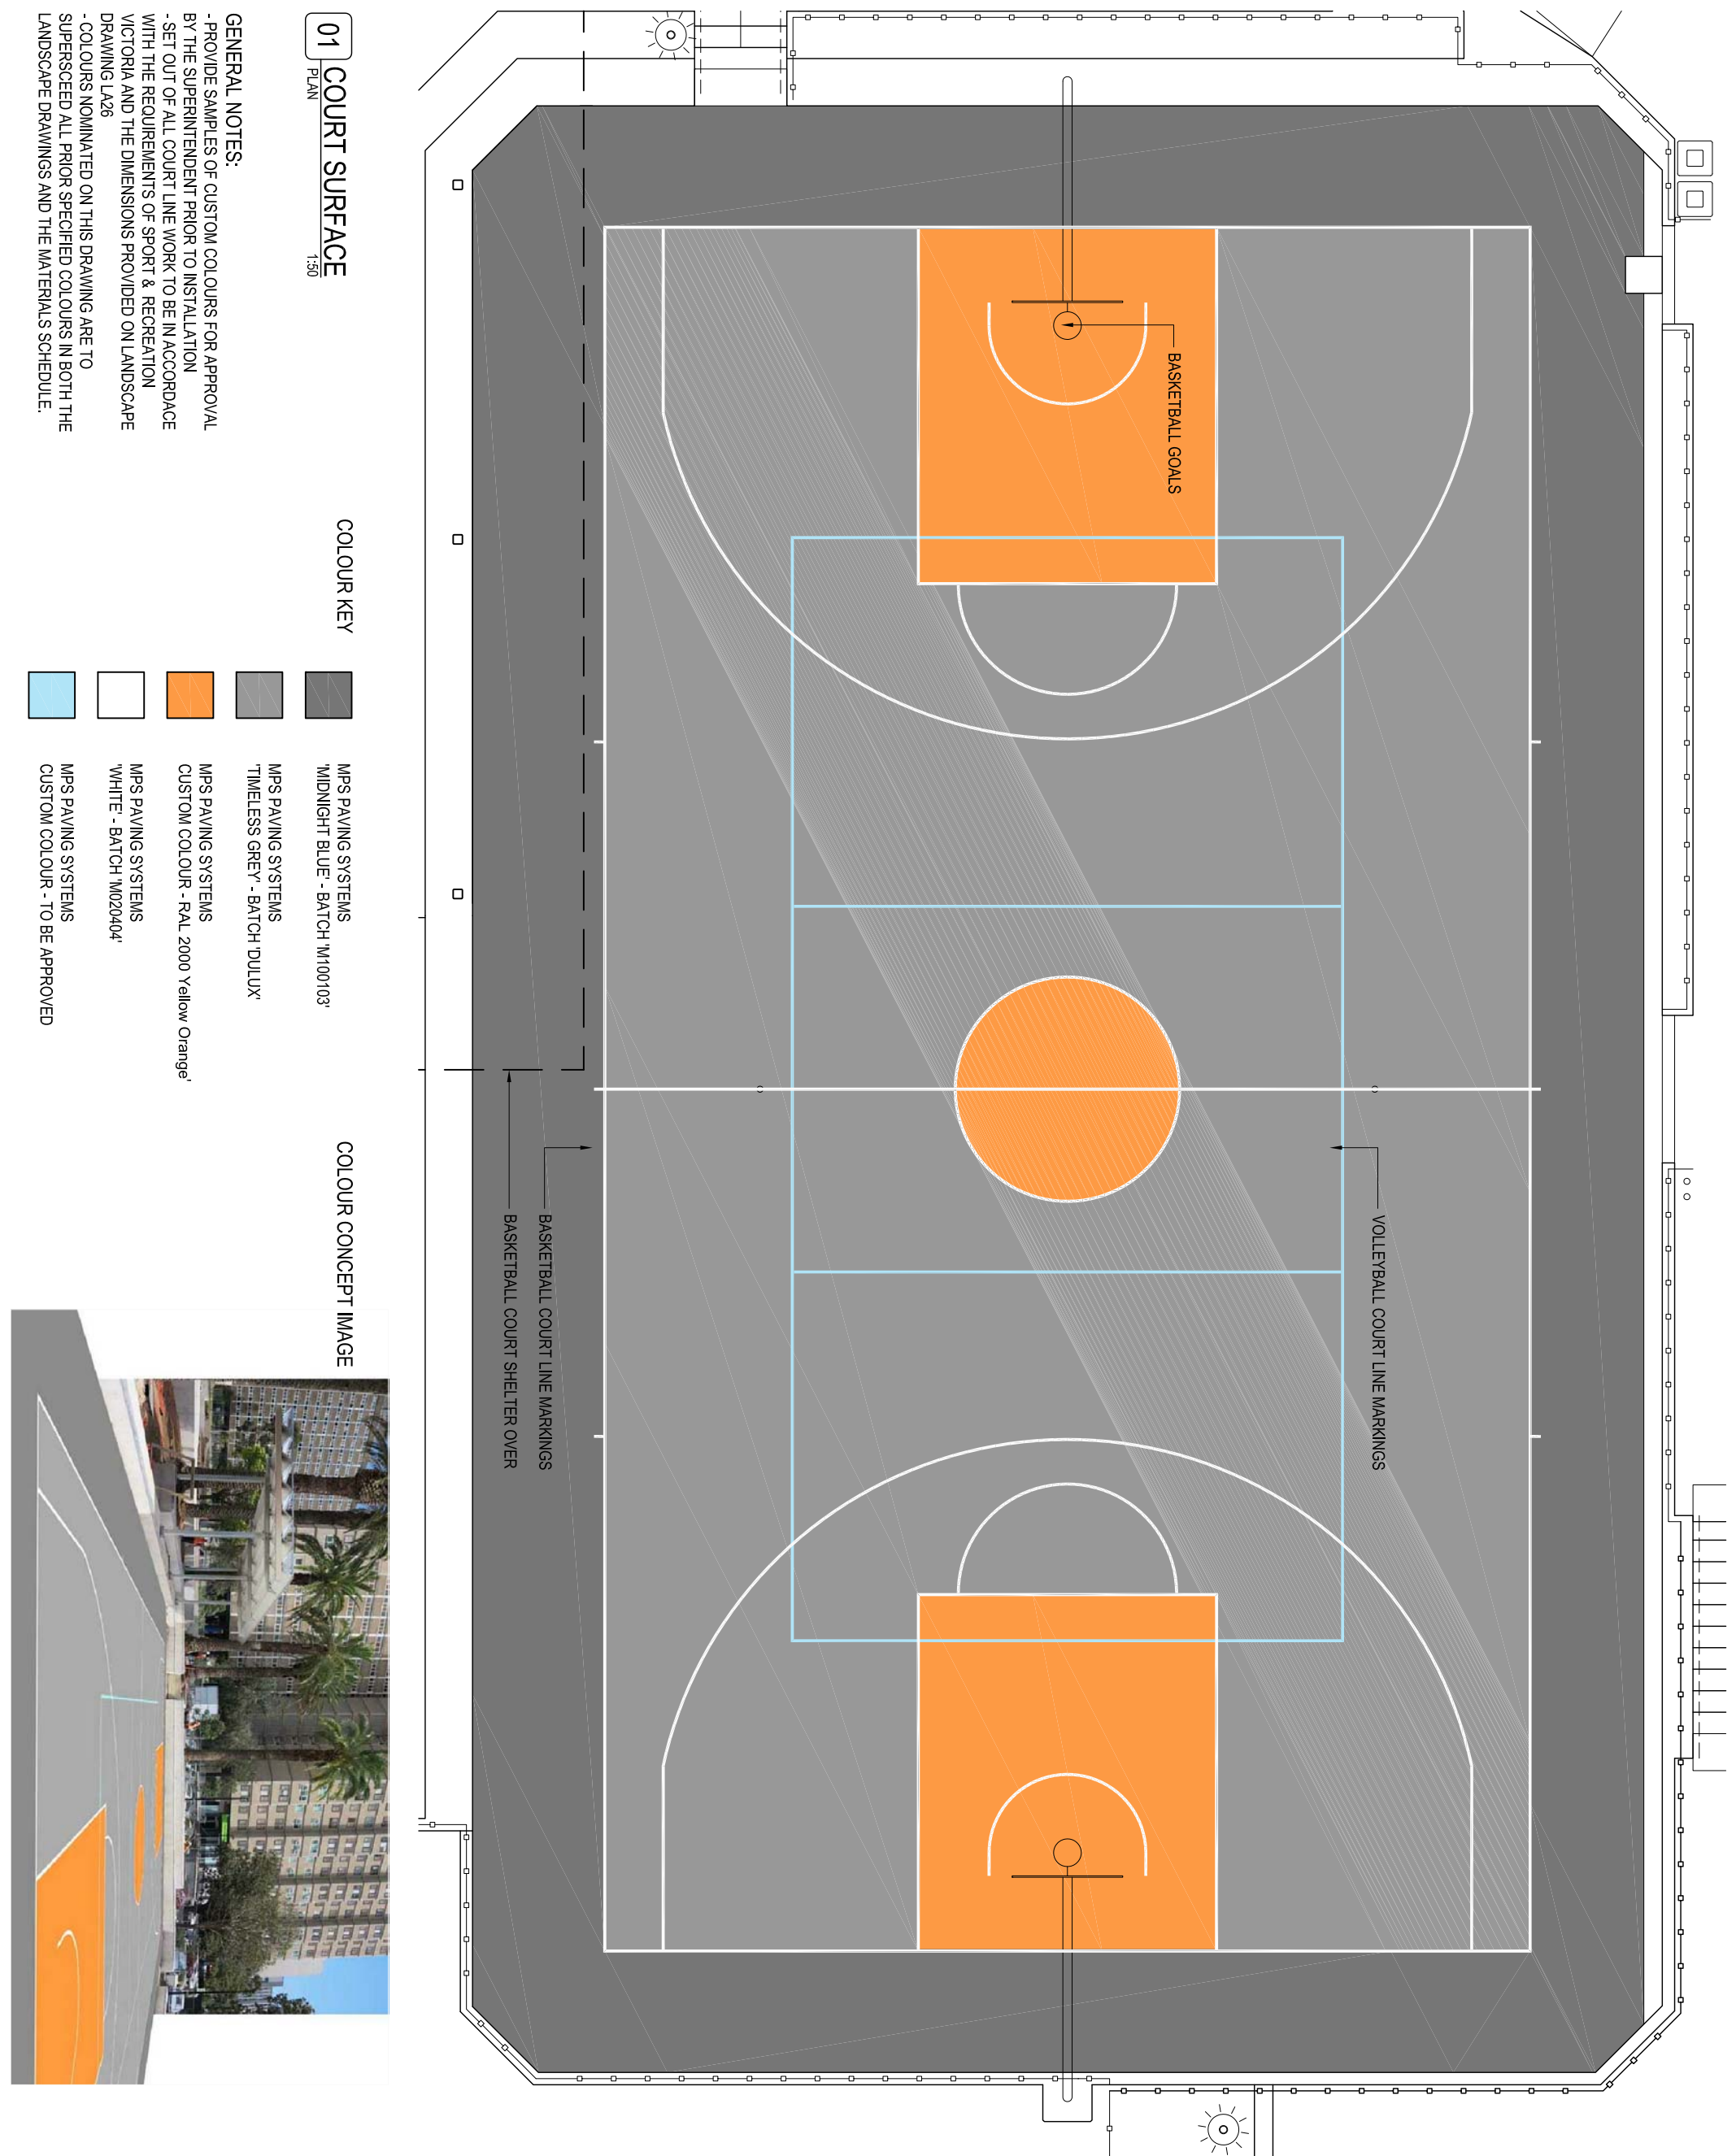 BASKETBALL GOALS
VOLLEYBALL COURT LINE MARKINGS
BASKETBALL COURT LINE MARKINGS
BASKETBALL COURT SHELTER OVER
01 COURT SURFACE
PLAN 1:50
GENERAL NOTES:
- PROVIDE SAMPLES OF CUSTOM COLOURS FOR APPROVAL
BY THE SUPERINTENDENT PRIOR TO INSTALLATION
- SET OUT OF ALL COURT LINE WORK TO BE IN ACCORDACE
WITH THE REQUIREMENTS OF SPORT & RECREATION
VICTORIA AND THE DIMENSIONS PROVIDED ON LANDSCAPE
DRAWING LA26
- COLOURS NOMINATED ON THIS DRAWING ARE TO
SUPERSCEED ALL PRIOR SPECIFIED COLOURS IN BOTH THE
LANDSCAPE DRAWINGS AND THE MATERIALS SCHEDULE.
COLOUR KEY
MPS PAVING SYSTEMS
'MIDNIGHT BLUE' - BATCH 'M100103'
MPS PAVING SYSTEMS
'TIMELESS GREY' - BATCH 'DULUX'
MPS PAVING SYSTEMS
CUSTOM COLOUR - RAL 2000 Yellow Orange'
MPS PAVING SYSTEMS
'WHITE' - BATCH 'M020404'
MPS PAVING SYSTEMS
CUSTOM COLOUR - TO BE APPROVED
COLOUR CONCEPT IMAGE